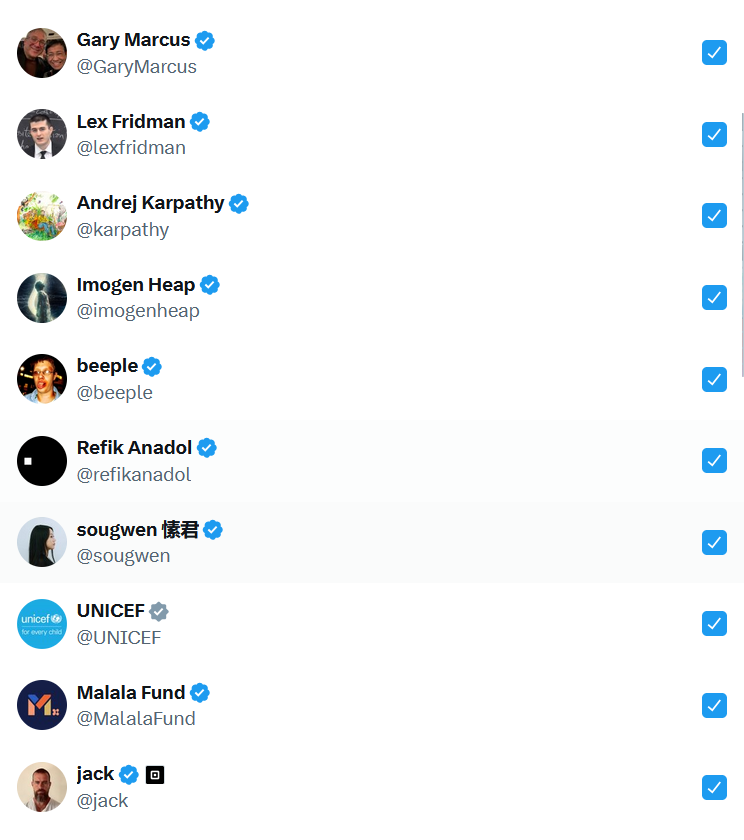 Gary Marcus
@GaryMarcus
Lex Fridman
@lexfridman
Andrej Karpathy
@karpathy
Imogen Heap
@imogenheap
beeple
@beeple
Refik Anadol
@refikanadol
sougwen 愫君
@sougwen
unicef
for every child
UNICEF
@UNICEF
Malala Fund
@MalalaFund
jack
@jack